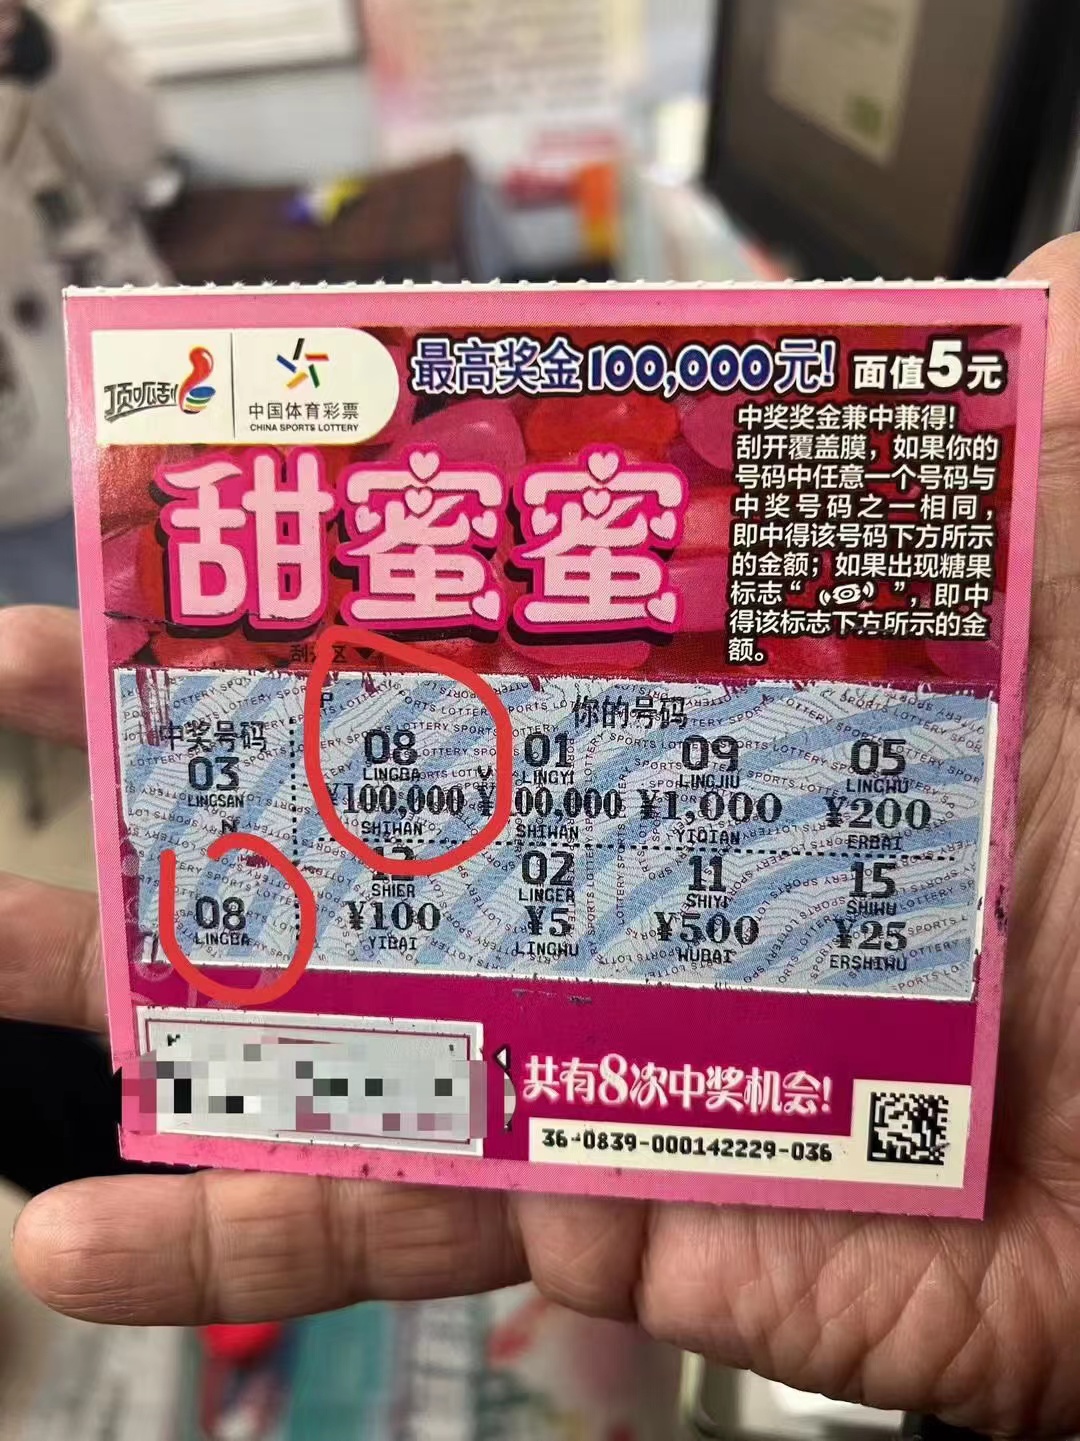 顶呱刮
中国体育彩票
CHINA SPORTS LOTTERY
最高奖金100,000元!
面值5元
甜蜜蜜
中奖奖金兼中兼得!
刮开覆盖膜,如果你的
号码中任意一个号码与
中奖号码之一相同,
即中得该号码下方所示
的金额;如果出现糖果
标志“ ”,即中
得该标志下方所示的金
额。
中奖号码
03
LINGSAN
N
08
LINGBA
你的号码
P
08 01 09 05
LINGBA LINGYI LINGJIU LINGWU
¥100,000 ¥100,000 ¥1,000 ¥200
SHIWAN SHIWAN YIQIAN ERBAI
12 02 11 15
SHIER LINGER SHIYI SHIWU
¥100 ¥5 ¥500 ¥25
YIBAI LINGWU WUBAI ERSHIWU
共有8次中奖机会!
36-0839-000142229-036